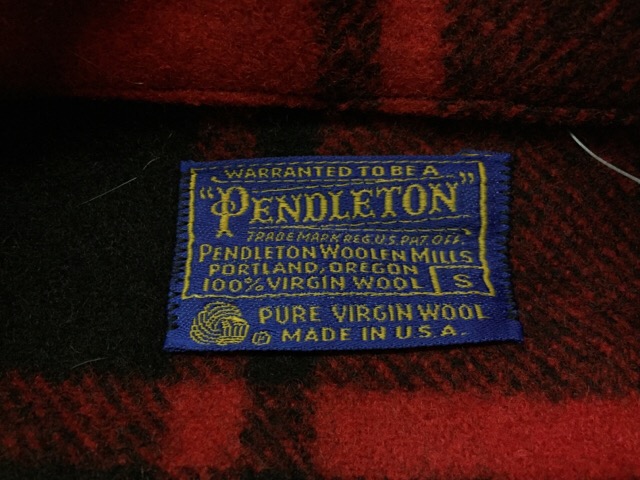 WARRANTED TO BE A
"PENDLETON"
TRADE MARK REG. U.S. PAT. OFF.
PENDLETON WOOLEN MILLS
PORTLAND, OREGON
100% VIRGIN WOOL S
PURE VIRGIN WOOL
MADE IN U.S.A.